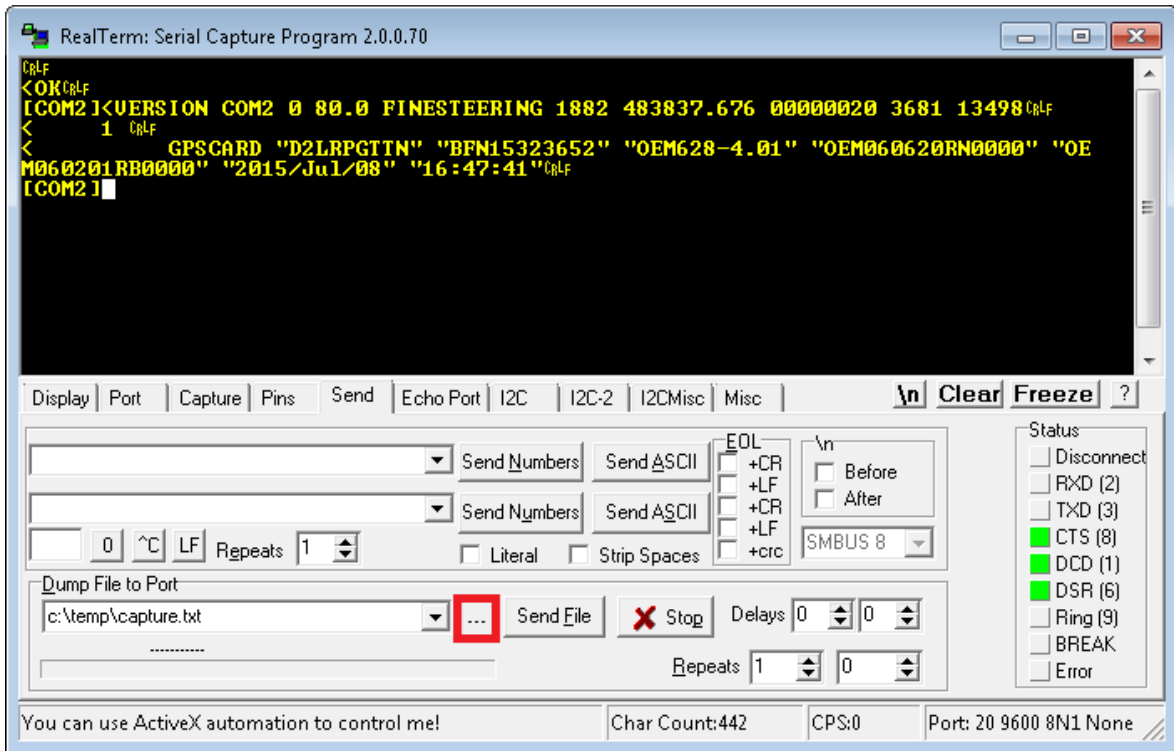 RealTerm: Serial Capture Program 2.0.0.70
CRLF
<OKCRLF
[COM2]<VERSION COM2 0 80.0 FINESTEERING 1882 483837.676 00000020 3681 13498CRLF
< 1 CRLF
< GPSCARD "D2LRPGTTN" "BFN15323652" "OEM628-4.01" "OEM060620RN0000" "OE
M060201RB0000" "2015/Jul/08" "16:47:41"CRLF
[COM2]
Display Port Capture Pins Send Echo Port I2C I2C-2 I2CMisc Misc \n Clear Freeze ?
Send Numbers Send ASCII
Send Numbers Send ASCII
0 ^C LF Repeats 1
Literal Strip Spaces
EOL
+CR
+LF
+CR
+LF
+crc
\n
Before
After
SMBUS 8
Dump File to Port
c:\temp\capture.txt ... Send File Stop Delays 0 0
-----------
Repeats 1 0
Status
Disconnect
RXD (2)
TXD (3)
CTS (8)
DCD (1)
DSR (6)
Ring (9)
BREAK
Error
You can use ActiveX automation to control me! Char Count:442 CPS:0 Port: 20 9600 8N1 None